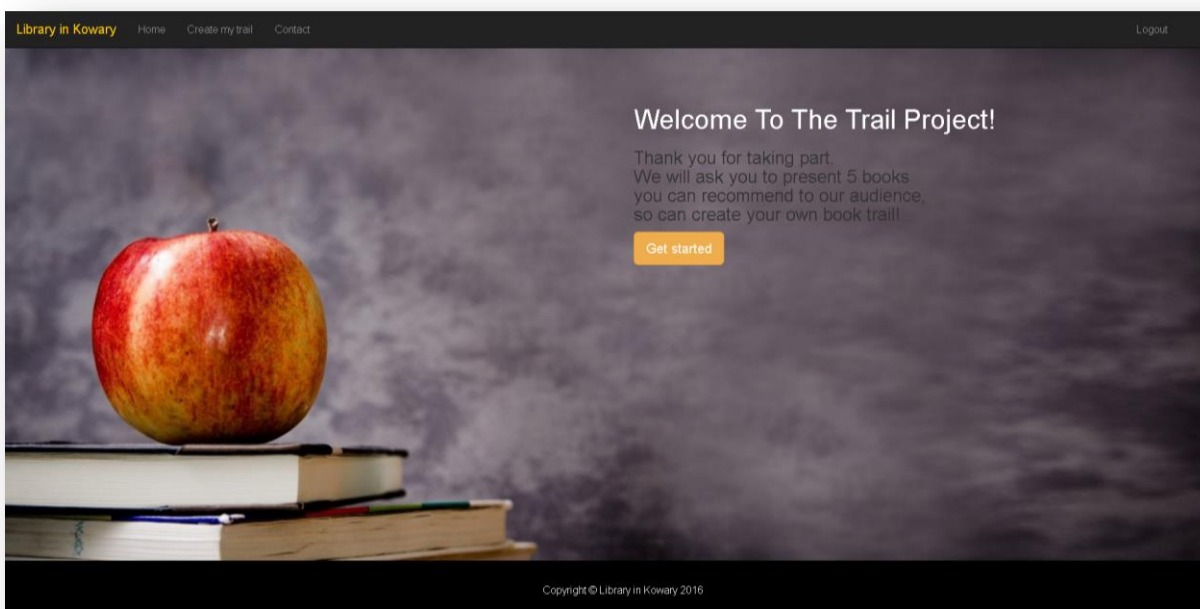 Library in Kowary Home Create my trail Contact Logout
Welcome To The Trail Project!
Thank you for taking part.
We will ask you to present 5 books
you can recommend to our audience,
so can create your own book trail!
Get started
Copyright © Library in Kowary 2016